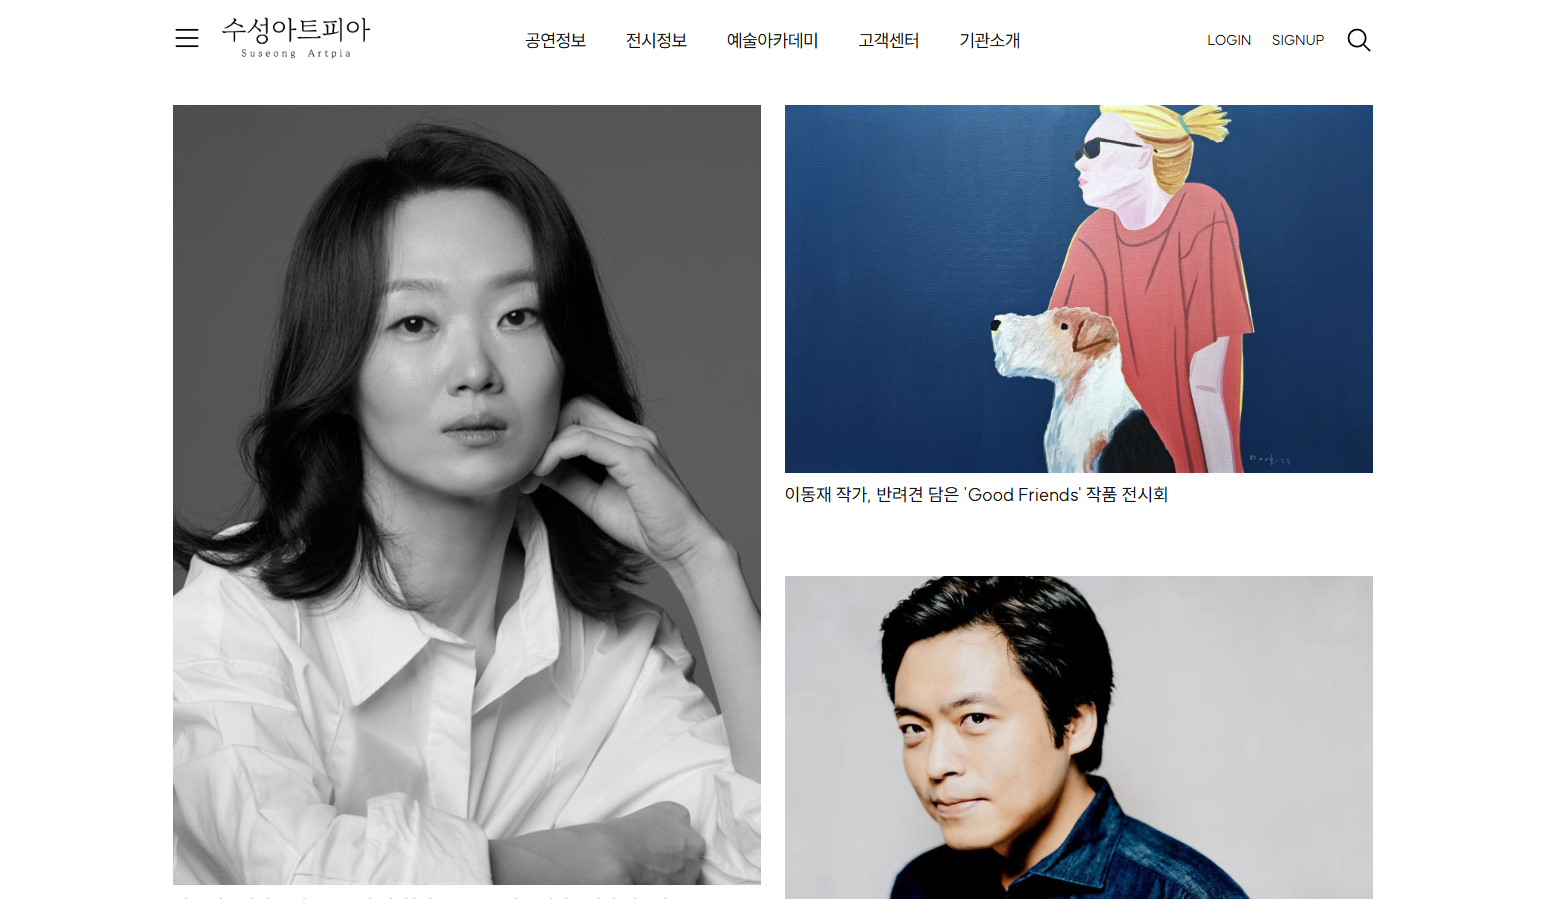 수성아트피아
Suseong Artpia
공연정보 전시정보 예술아카데미 고객센터 기관소개
LOGIN SIGNUP
이동재 작가, 반려견 담은 'Good Friends' 작품 전시회